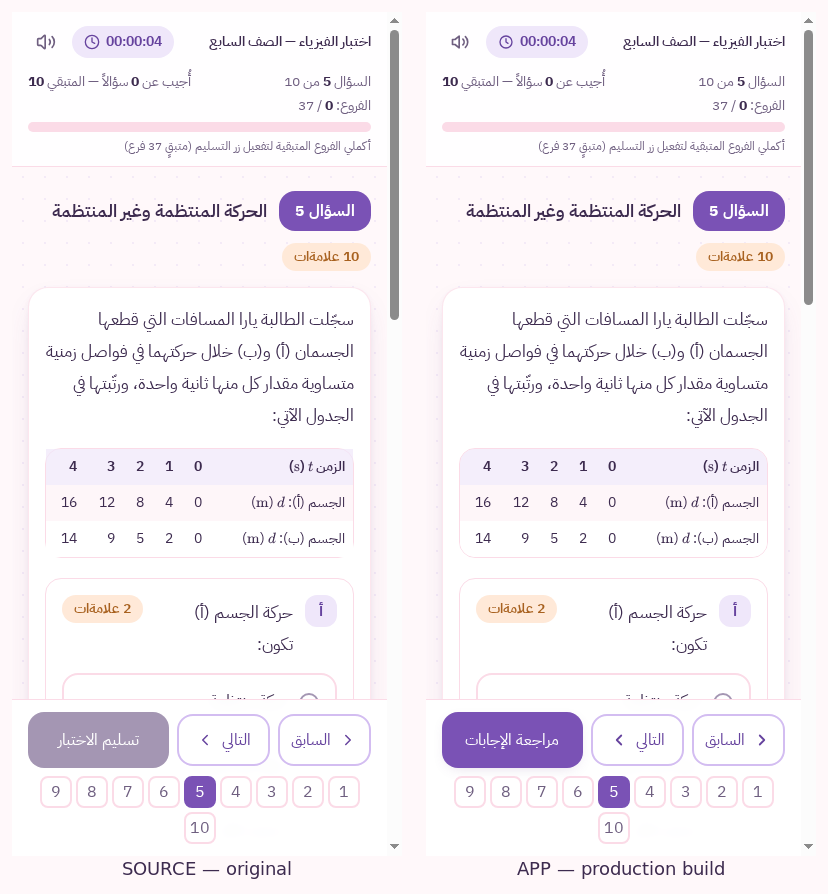 اختبار الفيزياء — الصف السابع
00:00:04
السؤال 5 من 10
أُجيب عن 0 سؤالاً — المتبقي 10
الفروع: 0 / 37
أكملي الفروع المتبقية لتفعيل زر التسليم (متبقٍ 37 فرع)
السؤال 5
الحركة المنتظمة وغير المنتظمة
10 علامةات
سجّلت الطالبة يارا المسافات التي قطعها
الجسمان (أ) و(ب) خلال حركتهما في فواصل زمنية
متساوية مقدار كل منها ثانية واحدة، ورتّبتها في
الجدول الآتي:
الزمن t (s) 0 1 2 3 4
الجسم (أ): d (m) 0 4 8 12 16
الجسم (ب): d (m) 0 2 5 9 14
أ
حركة الجسم (أ)
تكون:
2 علامةات
السابق
التالي
تسليم الاختبار
1 2 3 4 5 6 7 8 9
10
SOURCE — original
اختبار الفيزياء — الصف السابع
00:00:04
السؤال 5 من 10
أُجيب عن 0 سؤالاً — المتبقي 10
الفروع: 0 / 37
أكملي الفروع المتبقية لتفعيل زر التسليم (متبقٍ 37 فرع)
السؤال 5
الحركة المنتظمة وغير المنتظمة
10 علامةات
سجّلت الطالبة يارا المسافات التي قطعها
الجسمان (أ) و(ب) خلال حركتهما في فواصل زمنية
متساوية مقدار كل منها ثانية واحدة، ورتّبتها في
الجدول الآتي:
الزمن t (s) 0 1 2 3 4
الجسم (أ): d (m) 0 4 8 12 16
الجسم (ب): d (m) 0 2 5 9 14
أ
حركة الجسم (أ)
تكون:
2 علامةات
السابق
التالي
مراجعة الإجابات
1 2 3 4 5 6 7 8 9
10
APP — production build